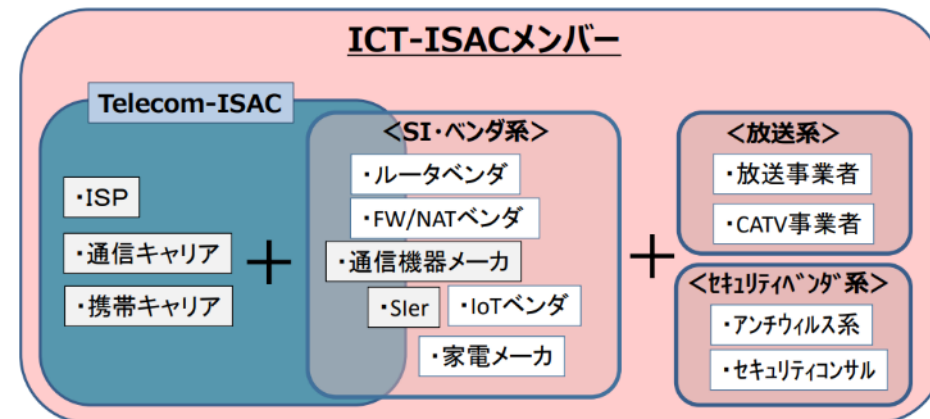 ICT-ISACメンバー
Telecom-ISAC
・ISP
・通信キャリア
・携帯キャリア
＋
＜SI・ベンダ系＞
・ルータベンダ
・FW/NATベンダ
・通信機器メーカ
・SIer
・IoTベンダ
・家電メーカ
＋
＜放送系＞
・放送事業者
・CATV事業者
＜ｾｷｭﾘﾃｨﾍﾞﾝﾀﾞ系＞
・アンチウィルス系
・セキュリティコンサル